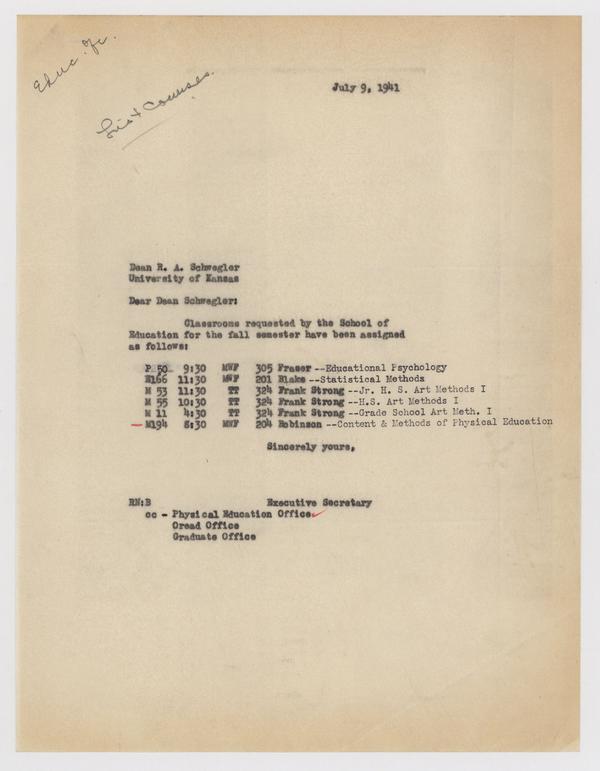 Educ. Je.
List Courses.
July 9, 1941
Dean R. A. Schwegler
University of Kansas
Dear Dean Schwegler:
Classrooms requested by the School of
Education for the fall semester have been assigned
as follows:
P 50 9:30 MWF 305 Fraser --Educational Psychology
166 11:30 MWF 201 Blake --Statistical Methods
M 53 11:30 TT 324 Frank Strong --Jr. H. S. Art Methods I
M 55 10:30 TT 324 Frank Strong --H.S. Art Methods I
M 11 4:30 TT 324 Frank Strong --Grade School Art Meth. I
M194 8:30 MWF 204 Robinson --Content & Methods of Physical Education
Sincerely yours,
RN:B Executive Secretary
cc - Physical Education Office
Oread Office
Graduate Office